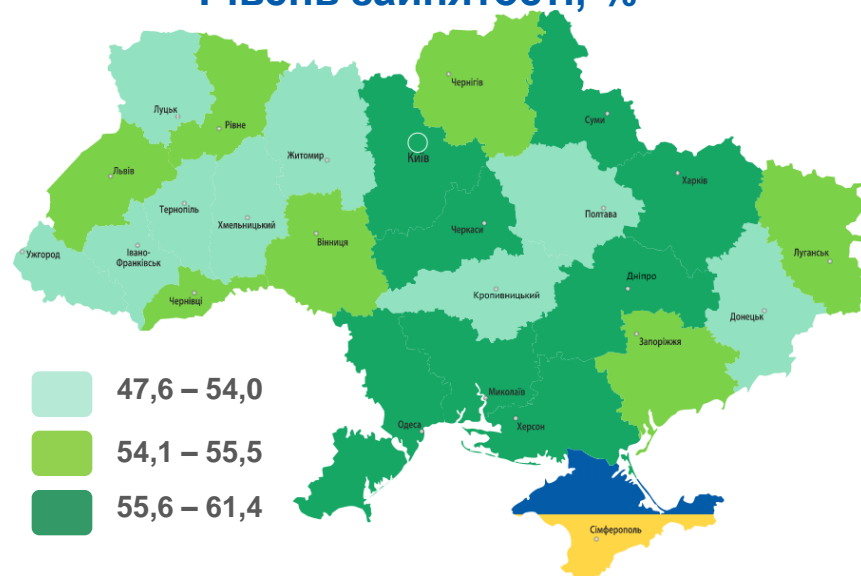 Рівень зайнятості, %
Луцьк
Рівне
Чернігів
Суми
Житомир
Київ
Львів
Харків
Тернопіль
Хмельницький
Полтава
Черкаси
Вінниця
Ужгород
Івано-
Франківськ
Луганськ
Чернівці
Дніпро
Кропивницький
Донецьк
Запоріжжя
Миколаїв
Одеса
Херсон
Сімферополь
47,6 – 54,0
54,1 – 55,5
55,6 – 61,4